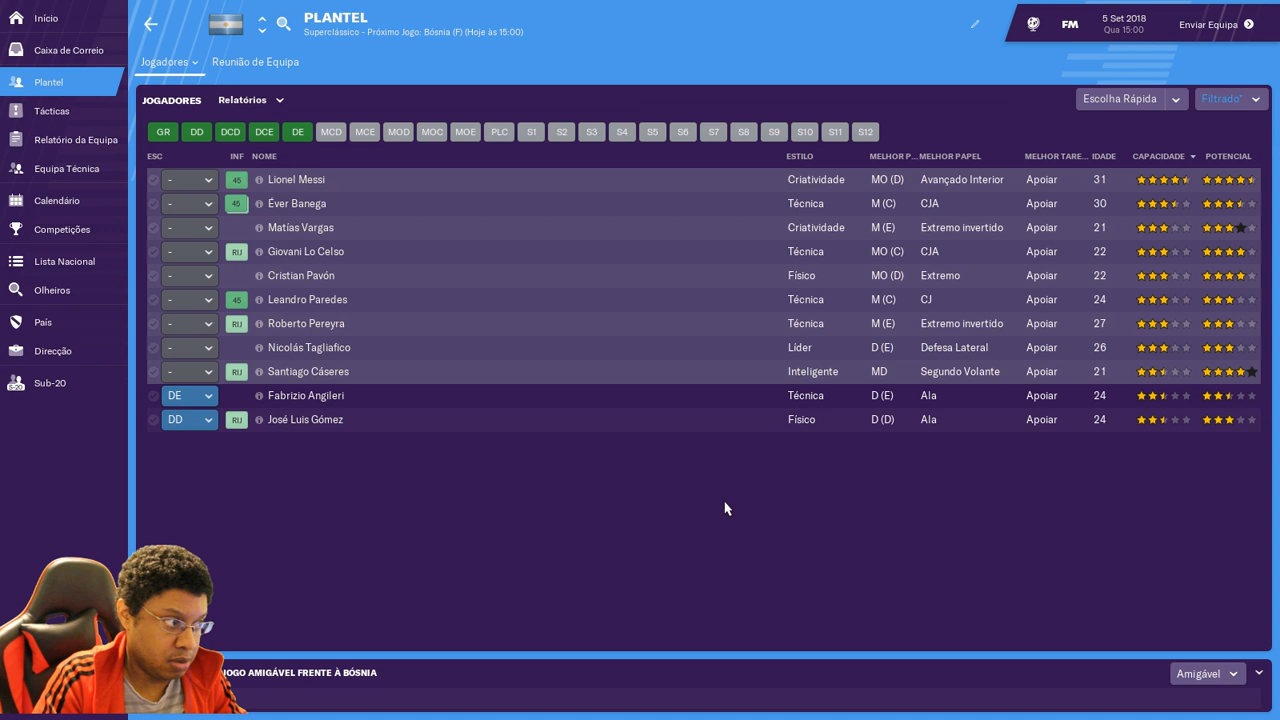 Início
Caixa de Correio
Plantel
Tácticas
Relatório da Equipa
Equipa Técnica
Calendário
Competições
Lista Nacional
Olheiros
País
Direcção
S-20 Sub-20
PLANTEL
Superclássico - Próximo Jogo: Bósnia (F) (Hoje às 15:00)
FM
5 Set 2018
Qua 15:00
Enviar Equipa
Jogadores Reunião de Equipa
JOGADORES Relatórios Escolha Rápida Filtrado*
GR DD DCD DCE DE MCD MCE MOD MOC MOE PLC S1 S2 S3 S4 S5 S6 S7 S8 S9 S10 S11 S12
ESC INF NOME ESTILO MELHOR P... MELHOR PAPEL MELHOR TARE... IDADE CAPACIDADE POTENCIAL
- 45 Lionel Messi Criatividade MO (D) Avançado Interior Apoiar 31
- 45 Éver Banega Técnica M (C) CJA Apoiar 30
- Matías Vargas Criatividade M (E) Extremo invertido Apoiar 21
- RIJ Giovani Lo Celso Técnica MO (C) CJA Apoiar 22
- Cristian Pavón Físico MO (D) Extremo Apoiar 22
- 45 Leandro Paredes Técnica M (C) CJ Apoiar 24
- RIJ Roberto Pereyra Técnica M (E) Extremo invertido Apoiar 27
- Nicolás Tagliafico Líder D (E) Defesa Lateral Apoiar 26
- RIJ Santiago Cáseres Inteligente MD Segundo Volante Apoiar 21
DE Fabrizio Angileri Técnica D (E) Ala Apoiar 24
DD RIJ José Luis Gómez Físico D (D) Ala Apoiar 24
JOGO AMIGÁVEL FRENTE À BÓSNIA Amigável